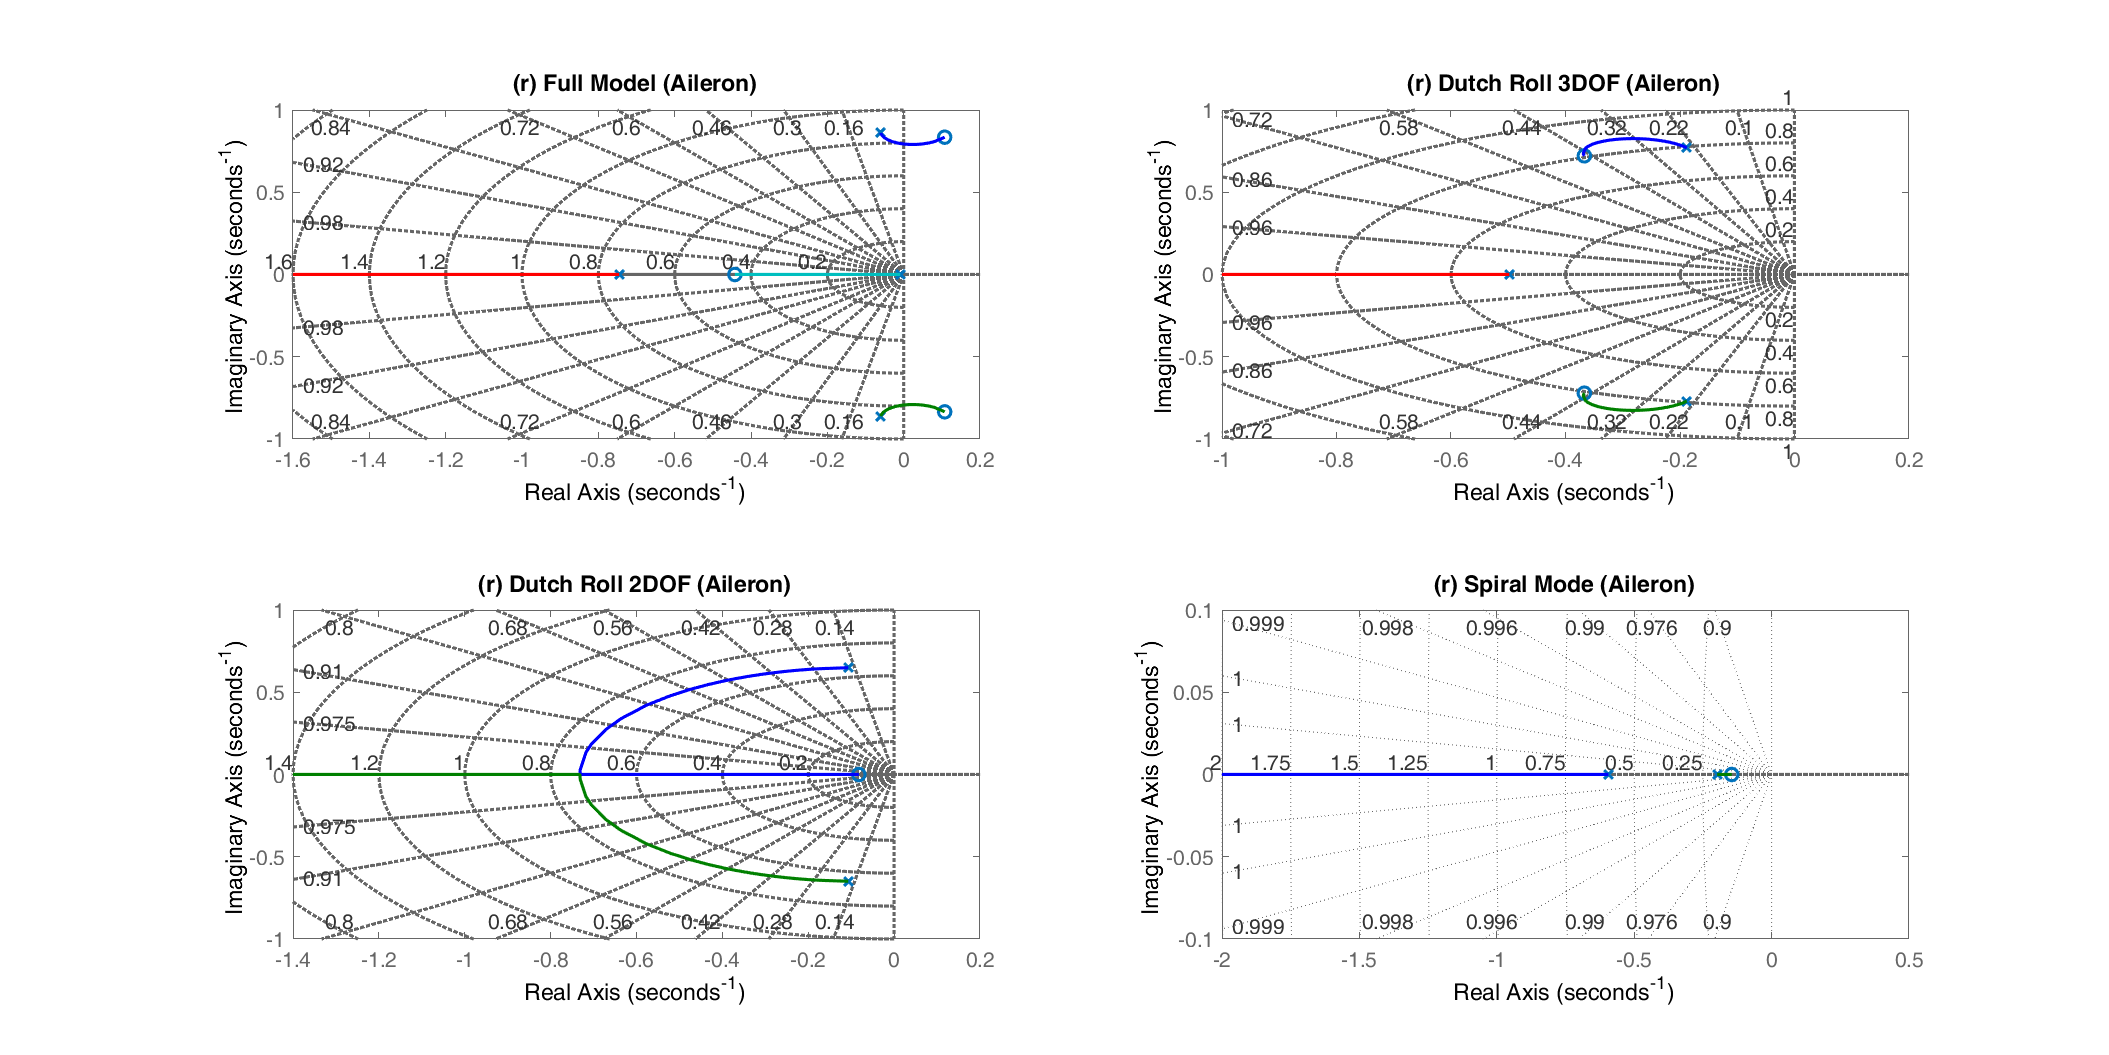 (r) Full Model (Aileron)
1
0.84 0.72 0.6 0.46 0.3 0.16
0.92
0.5
0.98
1.6 1.4 1.2 1 0.8 0.6 0.4 0.2
0
0.98
-0.5
0.92
0.84 0.72 0.6 0.46 0.3 0.16
-1
-1.6 -1.4 -1.2 -1 -0.8 -0.6 -0.4 -0.2 0 0.2
Real Axis (seconds-1)
Imaginary Axis (seconds-1)
(r) Dutch Roll 3DOF (Aileron)
1
1
0.72 0.58 0.44 0.32 0.22 0.1 0.8
0.6
0.86
0.5
0.4
0.96 0.2
0
0.96 0.2
0.4
-0.5
0.86
0.6
0.72 0.58 0.44 0.32 0.22 0.1 0.8
-1
1
-1 -0.8 -0.6 -0.4 -0.2 0 0.2
Real Axis (seconds-1)
Imaginary Axis (seconds-1)
(r) Dutch Roll 2DOF (Aileron)
1
0.8 0.68 0.56 0.42 0.28 0.14
0.91
0.5
0.975
1.4 1.2 1 0.8 0.6 0.4 0.2
0
0.975
-0.5
0.91
0.8 0.68 0.56 0.42 0.28 0.14
-1
-1.4 -1.2 -1 -0.8 -0.6 -0.4 -0.2 0 0.2
Real Axis (seconds-1)
Imaginary Axis (seconds-1)
(r) Spiral Mode (Aileron)
0.1
0.999 0.998 0.996 0.99 0.976 0.9
1
0.05
1
2 1.75 1.5 1.25 1 0.75 0.5 0.25
0
1
-0.05
1
0.999 0.998 0.996 0.99 0.976 0.9
-0.1
-2 -1.5 -1 -0.5 0 0.5
Real Axis (seconds-1)
Imaginary Axis (seconds-1)